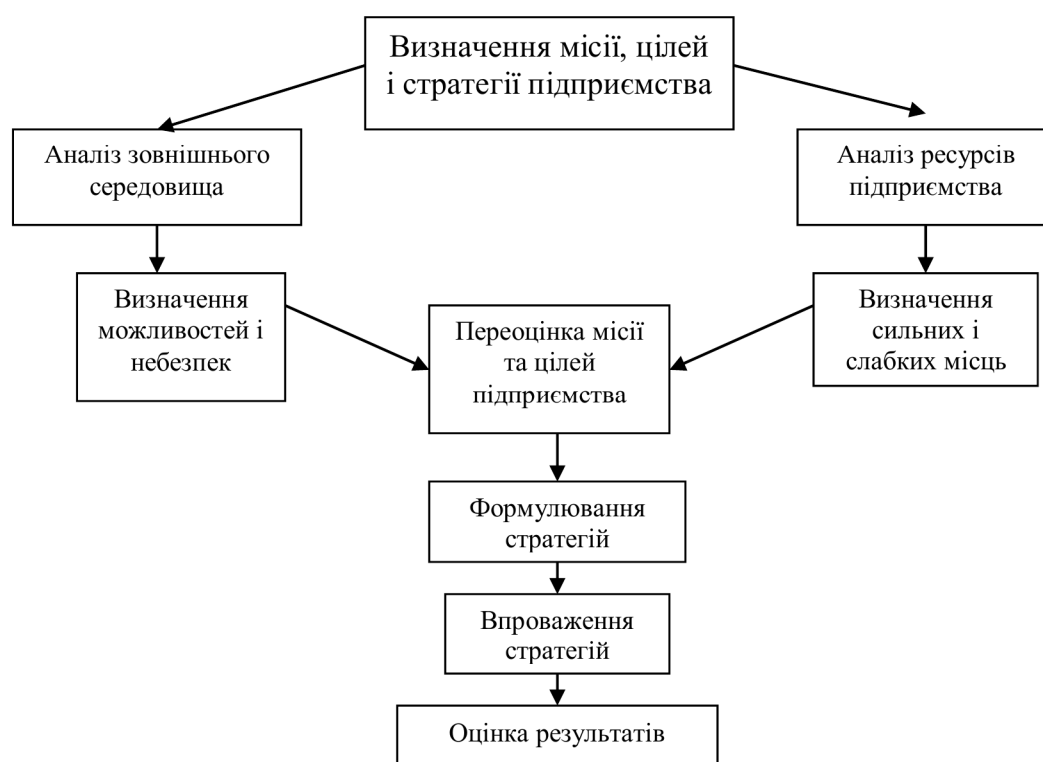 Визначення місії, цілей
і стратегії підприємства
Аналіз зовнішнього
середовища
Аналіз ресурсів
підприємства
Визначення
можливостей і
небезпек
Переоцінка місії
та цілей
підприємства
Визначення
сильних і
слабких місць
Формулювання
стратегій
Впроваження
стратегій
Оцінка результатів